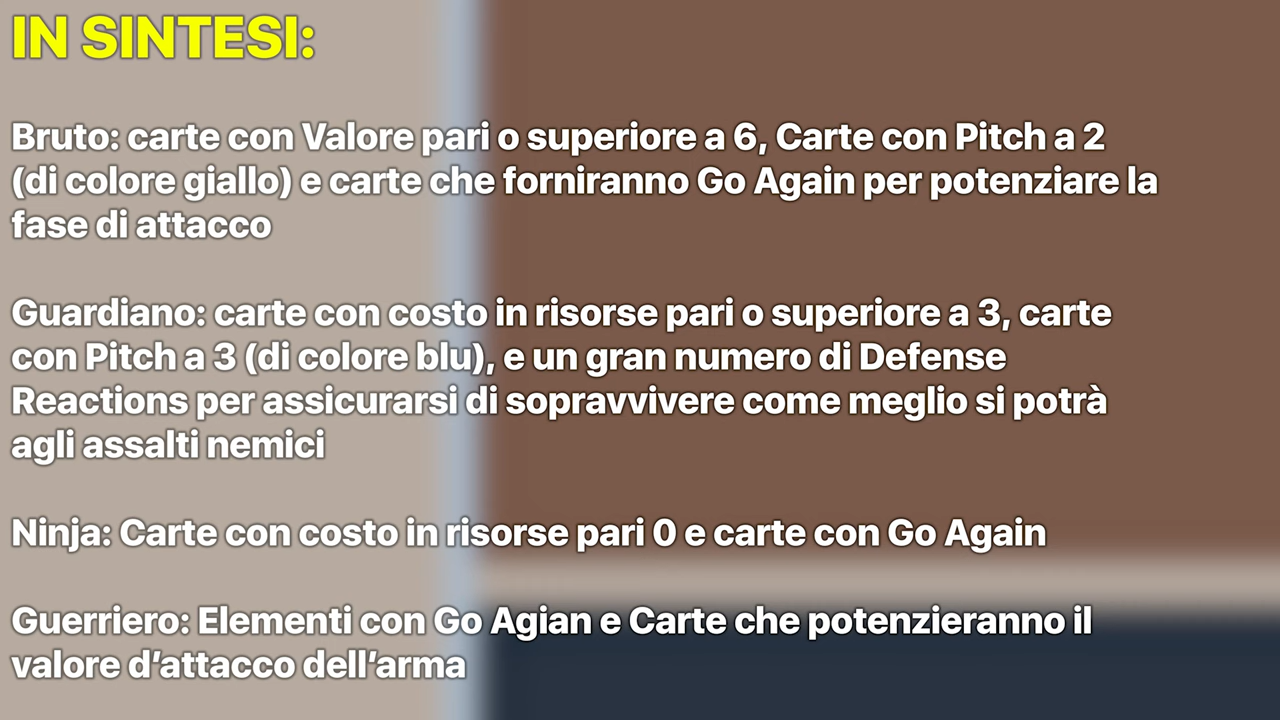 IN SINTESI:
Bruto: carte con Valore pari o superiore a 6, Carte con Pitch a 2
(di colore giallo) e carte che forniranno Go Again per potenziare la
fase di attacco
Guardiano: carte con costo in risorse pari o superiore a 3, carte
con Pitch a 3 (di colore blu), e un gran numero di Defense
Reactions per assicurarsi di sopravvivere come meglio si potrà
agli assalti nemici
Ninja: Carte con costo in risorse pari 0 e carte con Go Again
Guerriero: Elementi con Go Agian e Carte che potenzieranno il
valore d’attacco dell’arma